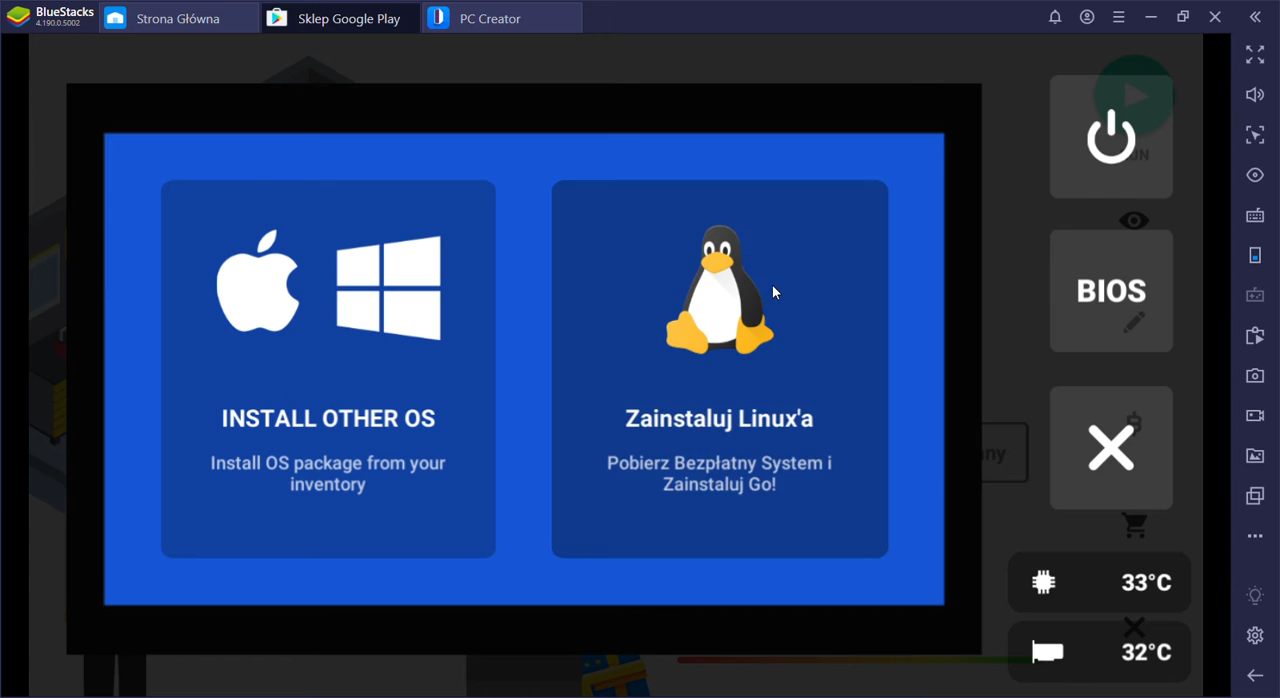 BlueStacks
4.190.0.5002
Strona Główna
Sklep Google Play
PC Creator
BIOS
INSTALL OTHER OS
Install OS package from your
inventory
Zainstaluj Linux'a
Pobierz Bezpłatny System i
Zainstaluj Go!
33°C
32°C